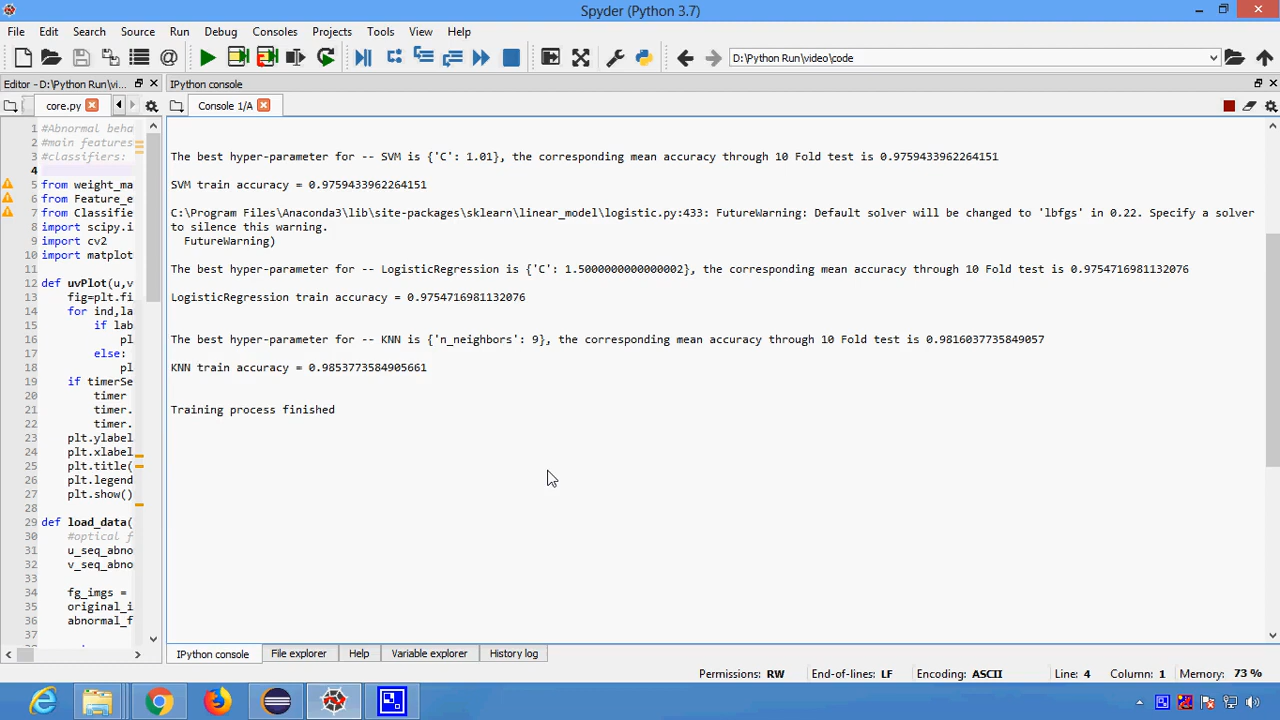 Spyder (Python 3.7)
File Edit Search Source Run Debug Consoles Projects Tools View Help
D:\Python Run\video\code
Editor - D:\Python Run\vi...
IPython console
core.py
Console 1/A
1 #Abnormal beha
2 #main features
3 #classifiers:
4
5 from weight_ma
6 from Feature_e
7 from Classifie
8 import scipy.i
9 import cv2
10 import matplot
11
12 def uvPlot(u,v
13 fig=plt.fi
14 for ind,la
15 if lab
16 pl
17 else:
18 pl
19 if timerSe
20 timer
21 timer.
22 timer.
23 plt.ylabel
24 plt.xlabel
25 plt.title(
26 plt.legend
27 plt.show()
28
29 def load_data(
30 #optical f
31 u_seq_abno
32 v_seq_abno
33
34 fg_imgs =
35 original_i
36 abnormal_f
37
The best hyper-parameter for -- SVM is {'C': 1.01}, the corresponding mean accuracy through 10 Fold test is 0.9759433962264151
SVM train accuracy = 0.9759433962264151
C:\Program Files\Anaconda3\lib\site-packages\sklearn\linear_model\logistic.py:433: FutureWarning: Default solver will be changed to 'lbfgs' in 0.22. Specify a solver
to silence this warning.
FutureWarning)
The best hyper-parameter for -- LogisticRegression is {'C': 1.5000000000000002}, the corresponding mean accuracy through 10 Fold test is 0.9754716981132076
LogisticRegression train accuracy = 0.9754716981132076
The best hyper-parameter for -- KNN is {'n_neighbors': 9}, the corresponding mean accuracy through 10 Fold test is 0.9816037735849057
KNN train accuracy = 0.9853773584905661
Training process finished
IPython console File explorer Help Variable explorer History log
Permissions: RW End-of-lines: LF Encoding: ASCII Line: 4 Column: 1 Memory: 73 %